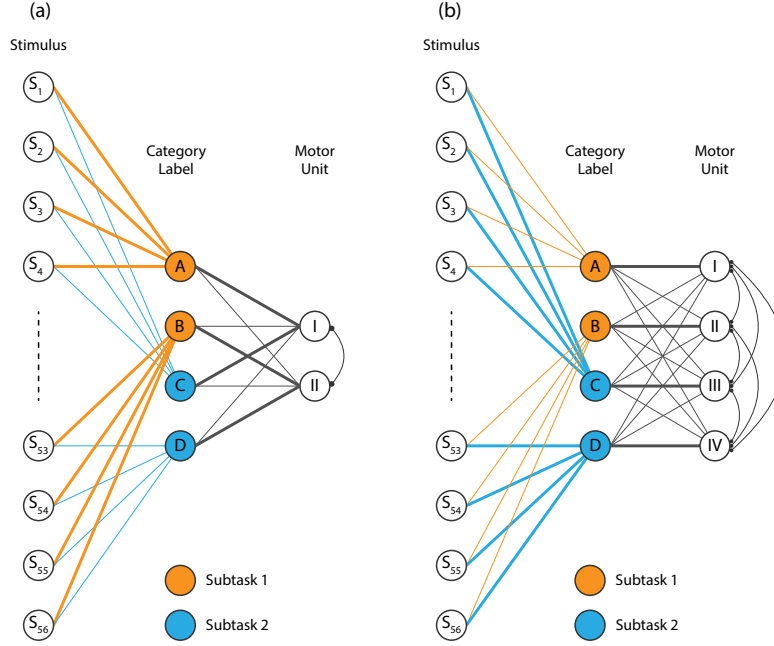 (a)
Stimulus
S1
S2
S3
S4
S53
S54
S55
S56
Category
Label
A
B
C
D
Motor
Unit
I
II
Subtask 1
Subtask 2
(b)
Stimulus
S1
S2
S3
S4
S53
S54
S55
S56
Category
Label
A
B
C
D
Motor
Unit
I
II
III
IV
Subtask 1
Subtask 2